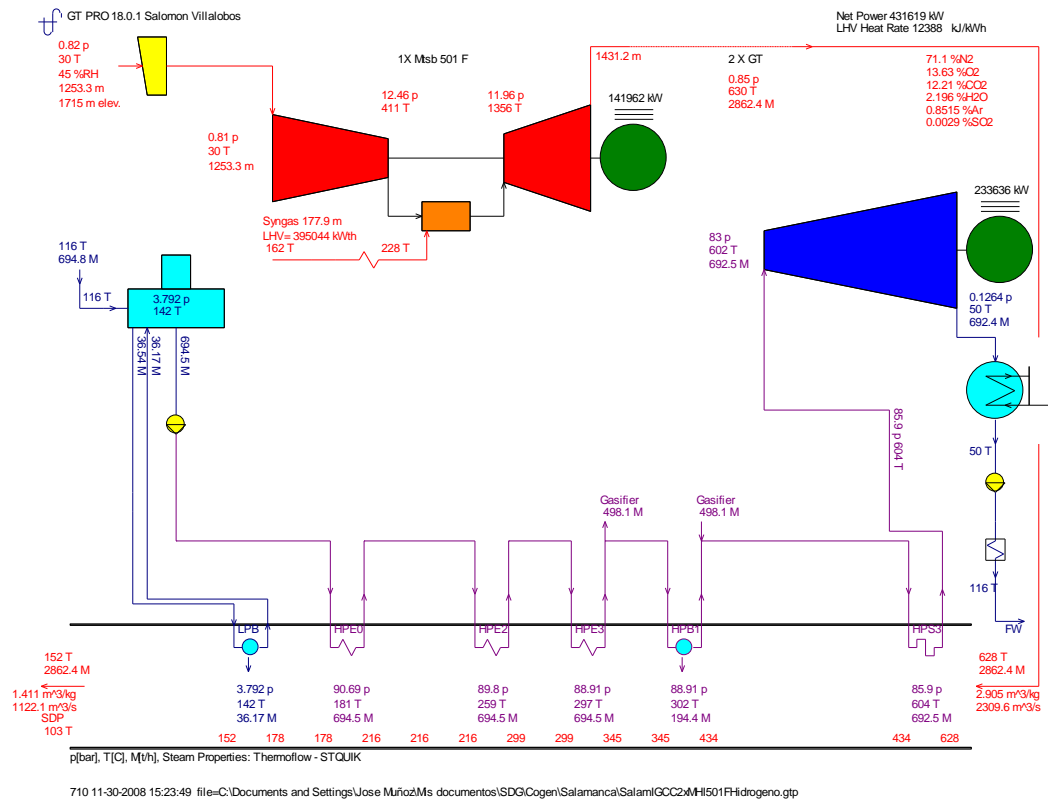 GT PRO 18.0.1 Salomon Villalobos
Net Power 431619 kW
LHV Heat Rate 12388 kJ/kWh
0.82 p
30 T
45 %RH
1253.3 m
1715 m elev.
1X Mtsb 501 F
1431.2 m
2 X GT
0.85 p
630 T
2862.4 M
71.1 %N2
13.63 %O2
12.21 %CO2
2.196 %H2O
0.8515 %Ar
0.0029 %SO2
12.46 p
411 T
11.96 p
1356 T
141962 kW
0.81 p
30 T
1253.3 m
Syngas 177.9 m
LHV= 395044 kWth
162 T
228 T
233636 kW
83 p
602 T
692.5 M
116 T
694.8 M
116 T
3.792 p
142 T
0.1264 p
50 T
692.4 M
36.54 M
36.17 M
694.5 M
85.9 p 604 T
50 T
Gasifier
498.1 M
Gasifier
498.1 M
116 T
FW
LPB
HPE0
HPE2
HPE3
HPB1
HPS3
152 T
2862.4 M
1.411 m^3/kg
1122.1 m^3/s
SDP
103 T
628 T
2862.4 M
2.905 m^3/kg
2309.6 m^3/s
3.792 p
142 T
36.17 M
90.69 p
181 T
694.5 M
89.8 p
259 T
694.5 M
88.91 p
297 T
694.5 M
88.91 p
302 T
194.4 M
85.9 p
604 T
692.5 M
152 178 178 216 216 216 299 299 345 345 434 434 628
p[bar], T[C], M[t/h], Steam Properties: Thermoflow - STQUIK
710 11-30-2008 15:23:49 file=C:\Documents and Settings\Jose Muñoz\Mis documentos\SDG\Cogen\Salamanca\SalamIGCC2xMHI501FHidrogeno.gtp